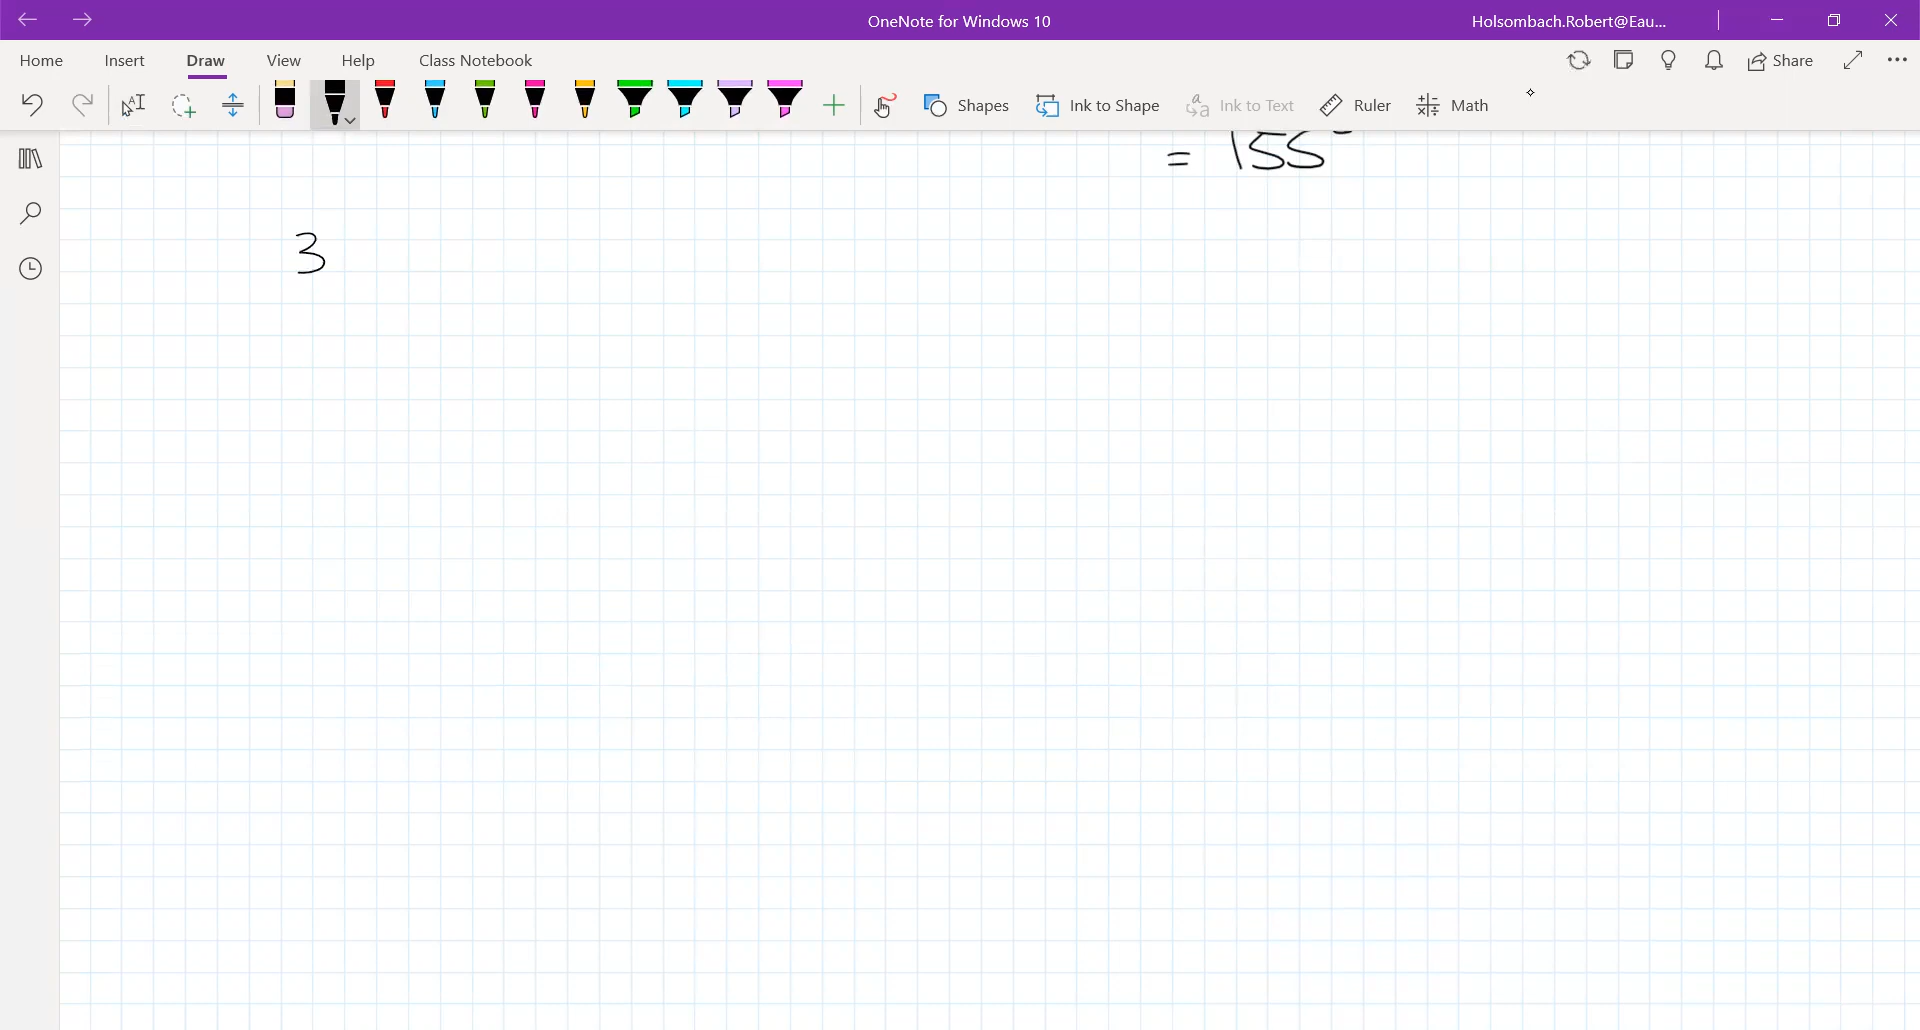 OneNote for Windows 10
Holsombach.Robert@Eau...
Home Insert Draw View Help Class Notebook
Share
Shapes Ink to Shape Ink to Text Ruler Math
= 155°
3